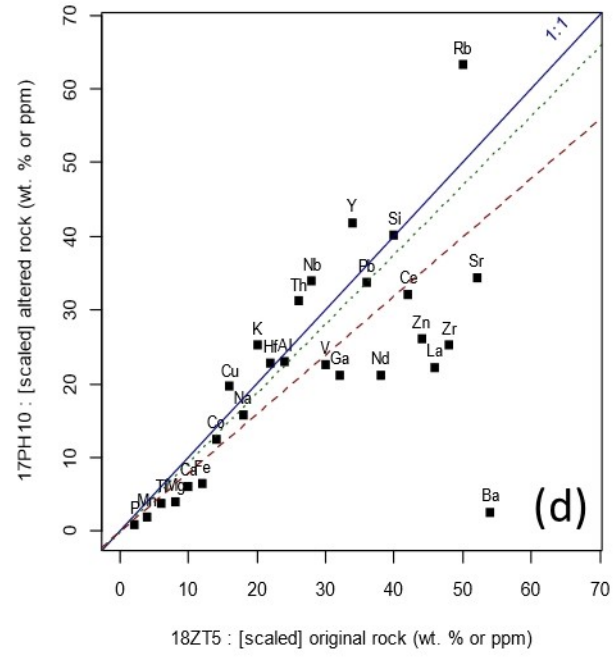 70
60
50
40
30
20
10
0
17PH10 : [scaled] altered rock (wt. % or ppm)
1:1
Rb
Y
Si
Nb
Pb
Sr
Th
Ce
K
Zn
Zr
Hf
Al
V
Ga
Nd
La
Cu
Na
Co
Ca
Fe
Ti
Mg
Mn
P
Ba
(d)
0 10 20 30 40 50 60 70
18ZT5 : [scaled] original rock (wt. % or ppm)